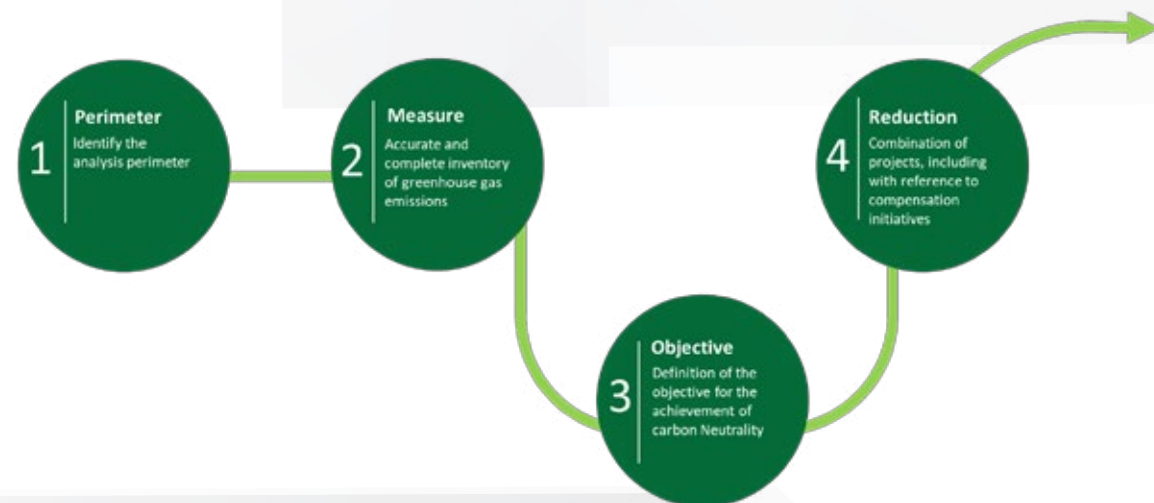 1
Perimeter
Identify the
analysis perimeter
2
Measure
Accurate and
complete inventory
of greenhouse gas
emissions
3
Objective
Definition of the
objective for the
achievement of
carbon Neutrality
4
Reduction
Combination of
projects, including
with reference to
compensation
initiatives